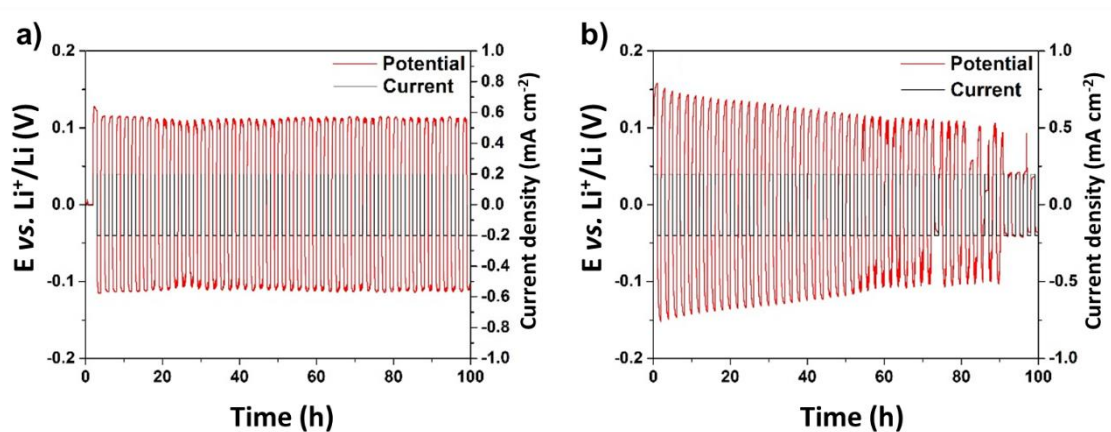 a)
Potential
Current
E vs. Li⁺/Li (V)
0.2
0.1
0.0
-0.1
-0.2
1.0
0.8
0.6
0.4
0.2
0.0
-0.2
-0.4
-0.6
-0.8
-1.0
Current density (mA cm⁻²)
0 20 40 60 80 100
Time (h)
b)
Potential
Current
E vs. Li⁺/Li (V)
0.2
0.1
0.0
-0.1
-0.2
1.0
0.5
0.0
-0.5
-1.0
Current density (mA cm⁻²)
0 20 40 60 80 100
Time (h)